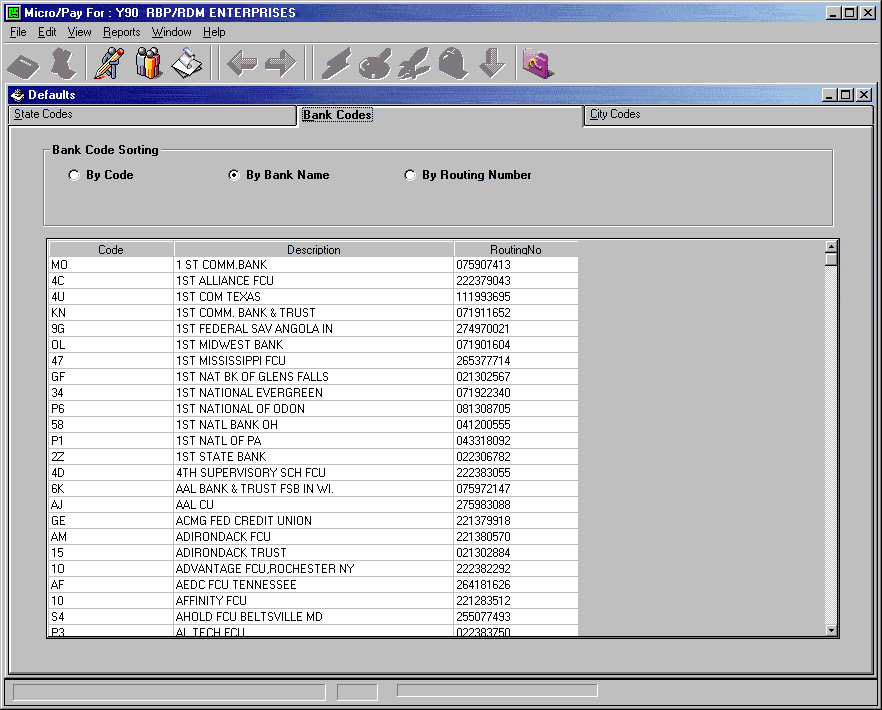 Micro/Pay For : Y90 RBP/RDM ENTERPRISES
File Edit View Reports Window Help
Defaults
State Codes Bank Codes City Codes
Bank Code Sorting
By Code By Bank Name By Routing Number
Code Description RoutingNo
MO 1 ST COMM.BANK 075907413
4C 1ST ALLIANCE FCU 222379043
4U 1ST COM TEXAS 111993695
KN 1ST COMM. BANK & TRUST 071911652
9G 1ST FEDERAL SAV ANGOLA IN 274970021
OL 1ST MIDWEST BANK 071901604
47 1ST MISSISSIPPI FCU 265377714
GF 1ST NAT BK OF GLENS FALLS 021302567
34 1ST NATIONAL EVERGREEN 071922340
P6 1ST NATIONAL OF ODON 081308705
58 1ST NATL BANK OH 041200555
P1 1ST NATL OF PA 043318092
2Z 1ST STATE BANK 022306782
4D 4TH SUPERVISORY SCH FCU 222383055
6K AAL BANK & TRUST FSB IN WI. 075972147
AJ AAL CU 275983088
GE ACMG FED CREDIT UNION 221379918
AM ADIRONDACK FCU 221380570
15 ADIRONDACK TRUST 021302884
1O ADVANTAGE FCU,ROCHESTER NY 222382292
AF AEDC FCU TENNESSEE 264181626
10 AFFINITY FCU 221283512
S4 AHOLD FCU BELTSVILLE MD 255077493
P3 AL TECH FCU 022383750